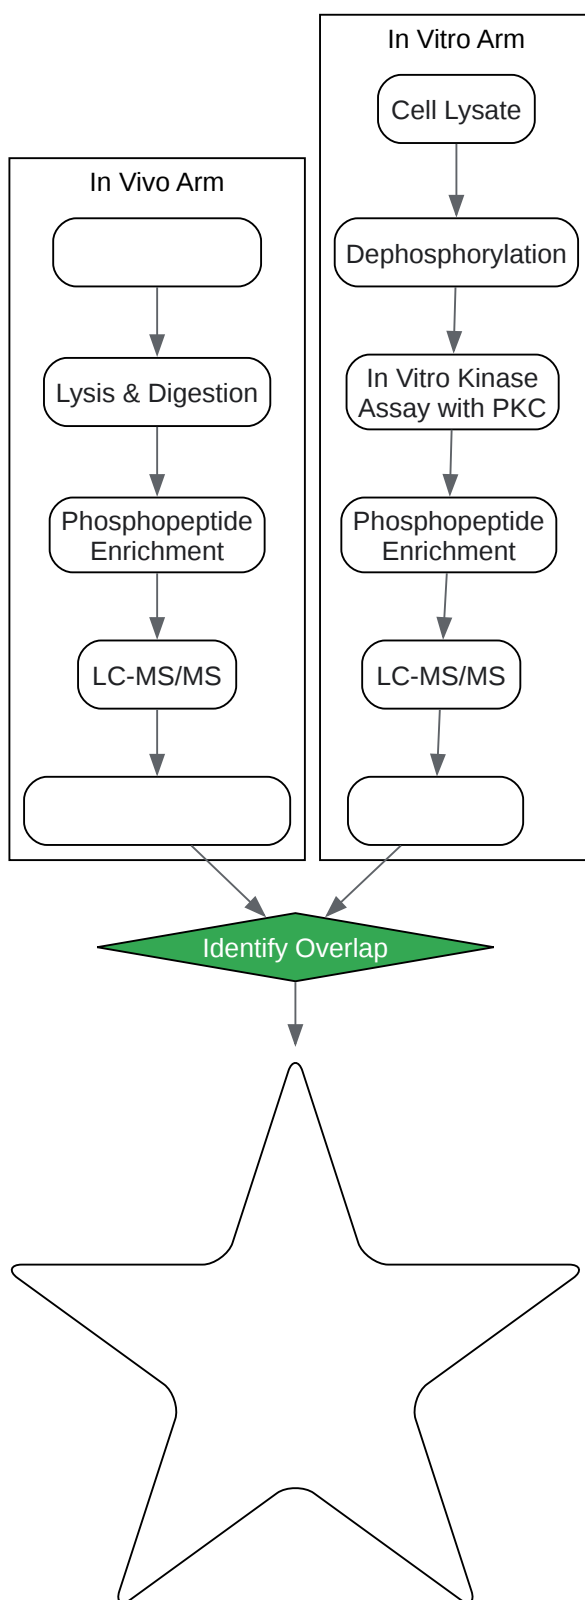 In Vivo Arm
Lysis & Digestion
Phosphopeptide
Enrichment
LC-MS/MS
In Vitro Arm
Cell Lysate
Dephosphorylation
In Vitro Kinase
Assay with PKC
Phosphopeptide
Enrichment
LC-MS/MS
Identify Overlap